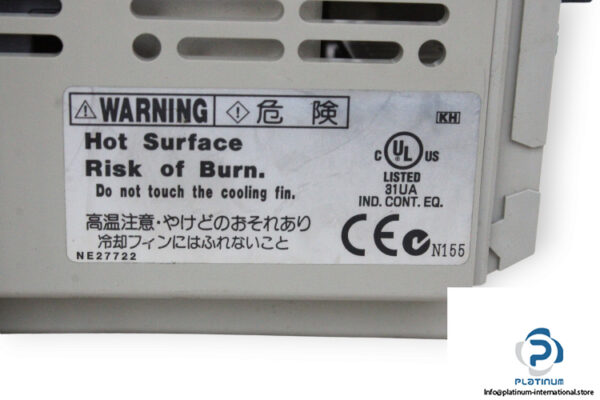 WARNING 危険
Hot Surface
Risk of Burn.
Do not touch the cooling fin.
高温注意・やけどのおそれあり
冷却フィンにはふれないこと
NE27722
KH
C UL US
LISTED
31UA
IND. CONT. EQ.
CE N155
P
PLATINUM
Info@platinum-international.store